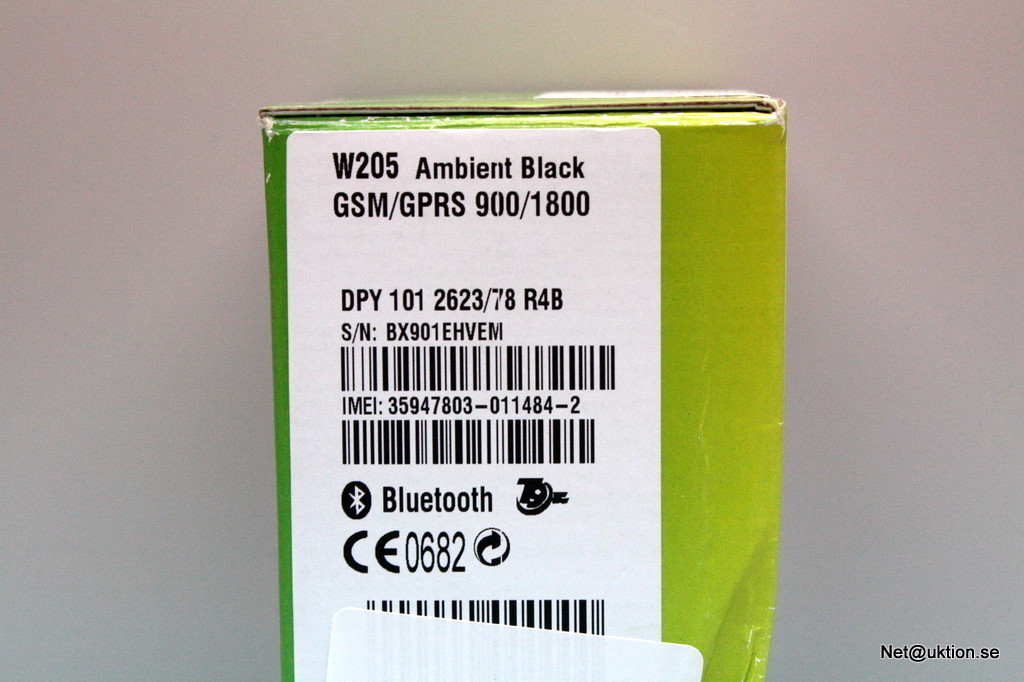 W205 Ambient Black
GSM/GPRS 900/1800
DPY 101 2623/78 R4B
S/N: BX901EHVEM
IMEI: 35947803-011484-2
Bluetooth
CE0682
Net@uktion.se